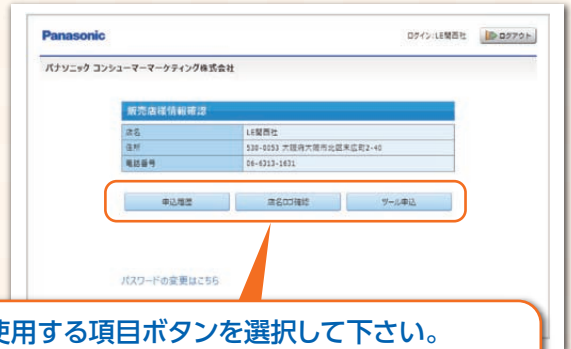 Panasonic
ログイン:LE関西社 ログアウト
パナソニック コンシューマーマーケティング株式会社
販売店様情報確認
店名 LE関西社
住所 530-0053 大阪府大阪市北区末広町2-40
電話番号 06-6313-1631
申込履歴 店名ロゴ確認 ツール申込
パスワードの変更はこちら
使用する項目ボタンを選択して下さい。